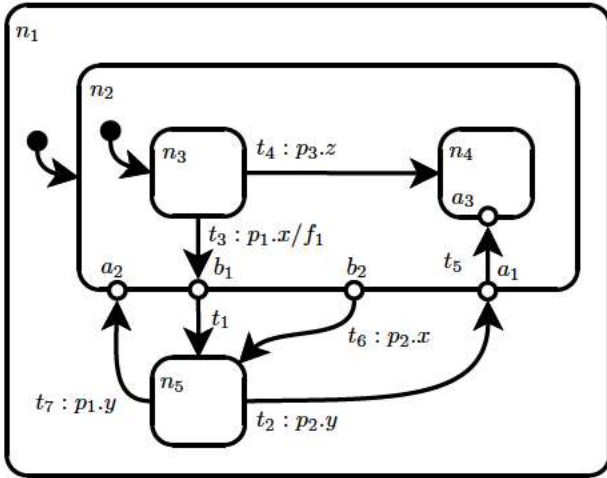 n₁
n₂
n₃
t₄ : p₃.z
n₄
a₃
t₃ : p₁.x/f₁
a₂
b₁
b₂
t₅
a₁
t₁
t₆ : p₂.x
n₅
t₇ : p₁.y
t₂ : p₂.y